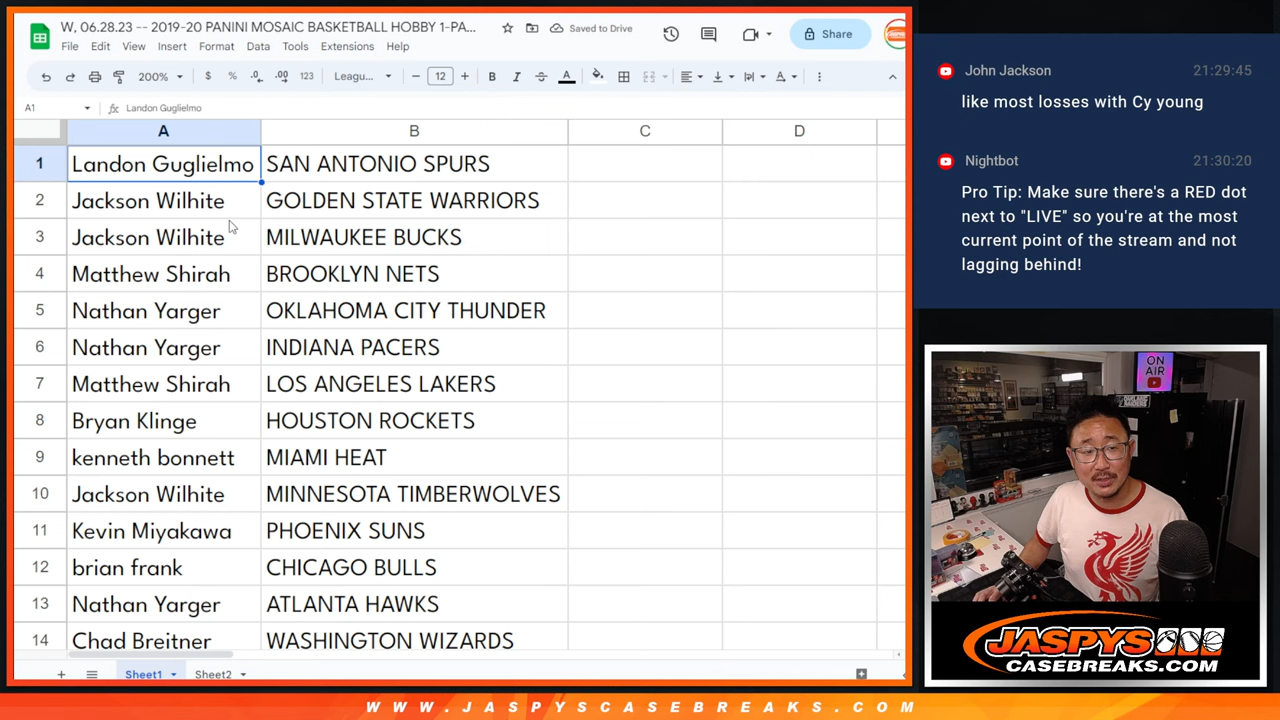 W, 06.28.23 -- 2019-20 PANINI MOSAIC BASKETBALL HOBBY 1-PA...
Saved to Drive
Share
File Edit View Insert Format Data Tools Extensions Help
200% $ % .0 .00 123 Leagu... − 12 + B I A
A1 fx Landon Guglielmo
A B C D
1 Landon Guglielmo SAN ANTONIO SPURS
2 Jackson Wilhite GOLDEN STATE WARRIORS
3 Jackson Wilhite MILWAUKEE BUCKS
4 Matthew Shirah BROOKLYN NETS
5 Nathan Yarger OKLAHOMA CITY THUNDER
6 Nathan Yarger INDIANA PACERS
7 Matthew Shirah LOS ANGELES LAKERS
8 Bryan Klinge HOUSTON ROCKETS
9 kenneth bonnett MIAMI HEAT
10 Jackson Wilhite MINNESOTA TIMBERWOLVES
11 Kevin Miyakawa PHOENIX SUNS
12 brian frank CHICAGO BULLS
13 Nathan Yarger ATLANTA HAWKS
14 Chad Breitner WASHINGTON WIZARDS
Sheet1 Sheet2
John Jackson 21:29:45
like most losses with Cy young
Nightbot 21:30:20
Pro Tip: Make sure there's a RED dot
next to "LIVE" so you're at the most
current point of the stream and not
lagging behind!
ON
AIR
JASPYS
CASEBREAKS.COM
WWW.JASPYSCASEBREAKS.COM